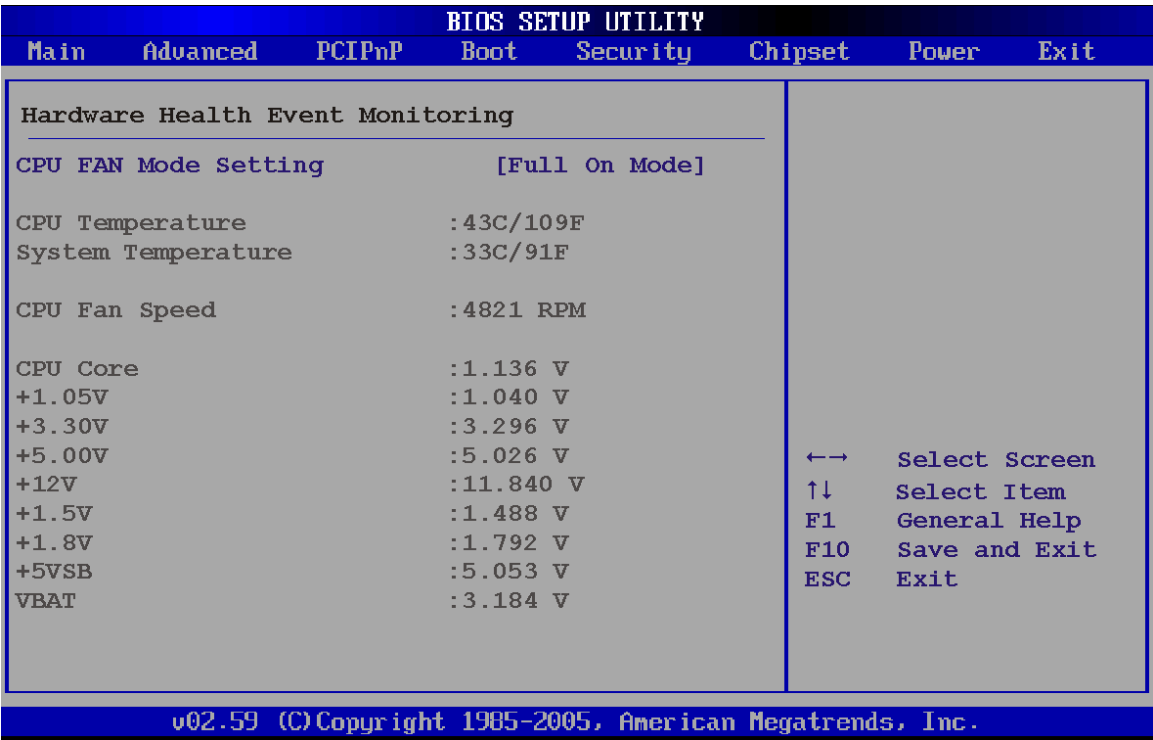 BIOS SETUP UTILITY
Main Advanced PCIPnP Boot Security Chipset Power Exit
Hardware Health Event Monitoring
CPU FAN Mode Setting [Full On Mode]
CPU Temperature :43C/109F
System Temperature :33C/91F
CPU Fan Speed :4821 RPM
CPU Core :1.136 V
+1.05V :1.040 V
+3.30V :3.296 V
+5.00V :5.026 V
+12V :11.840 V
+1.5V :1.488 V
+1.8V :1.792 V
+5VSB :5.053 V
VBAT :3.184 V
←→ Select Screen
↑↓ Select Item
F1 General Help
F10 Save and Exit
ESC Exit
v02.59 (C)Copyright 1985-2005, American Megatrends, Inc.